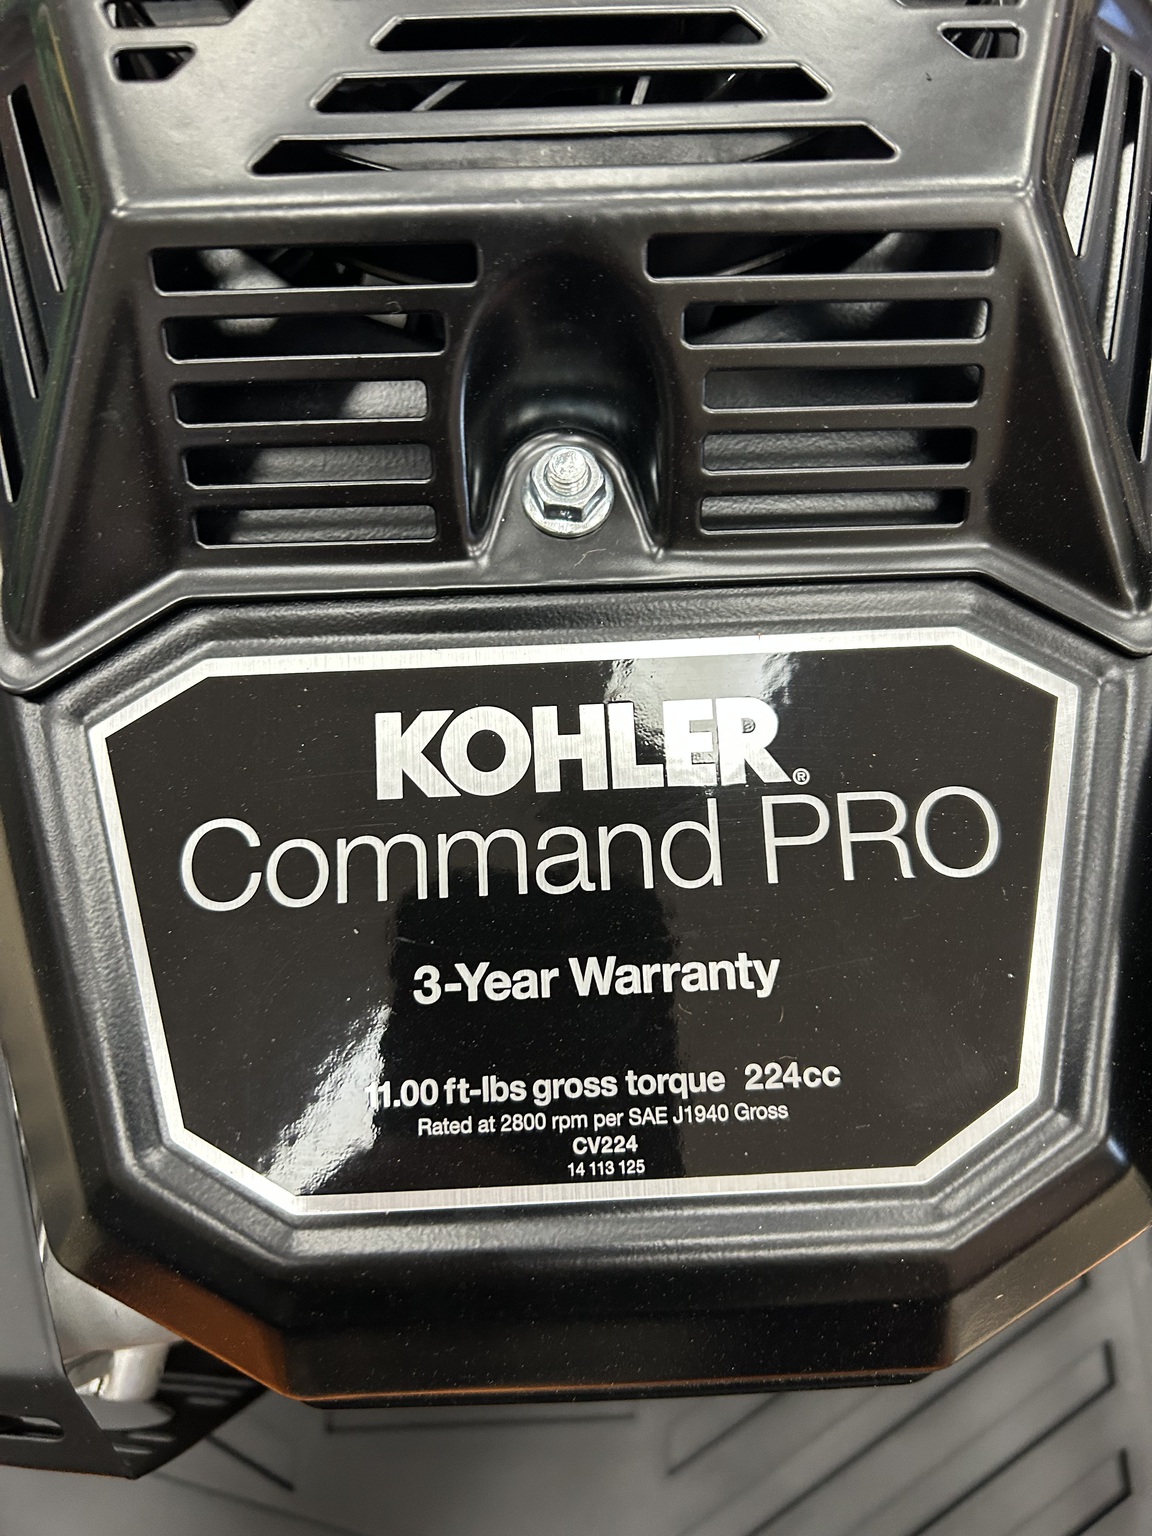 KOHLER®
Command PRO
3-Year Warranty
11.00 ft-lbs gross torque 224cc
Rated at 2800 rpm per SAE J1940 Gross
CV224
14 113 125